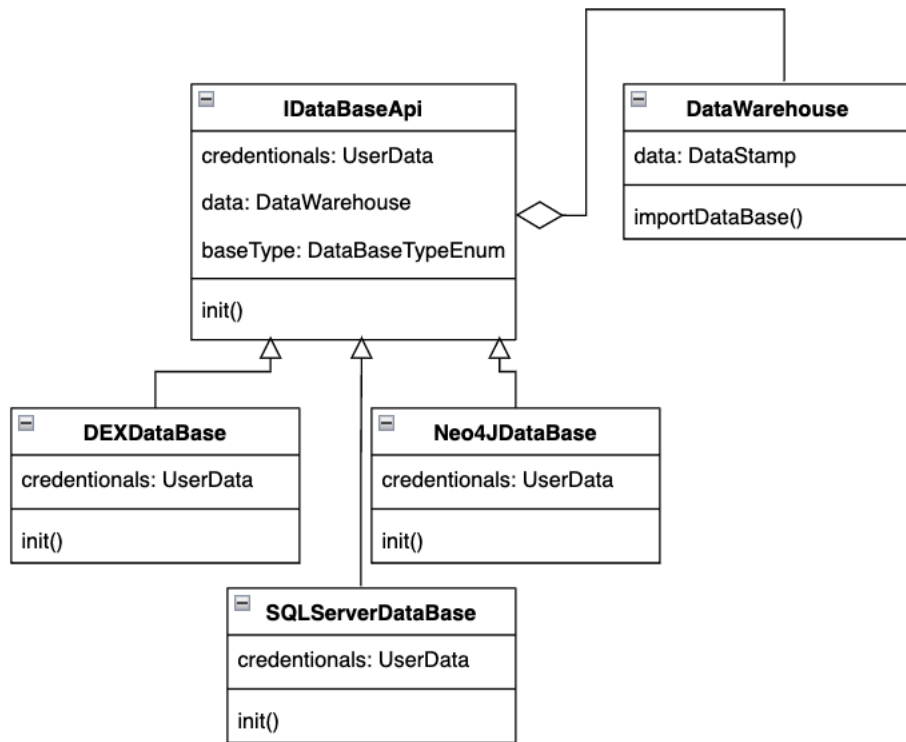 IDataBaseApi
credentionals: UserData
data: DataWarehouse
baseType: DataBaseTypeEnum
init()
DataWarehouse
data: DataStamp
importDataBase()
DEXDataBase
credentionals: UserData
init()
Neo4JDataBase
credentionals: UserData
init()
SQLServerDataBase
credentionals: UserData
init()